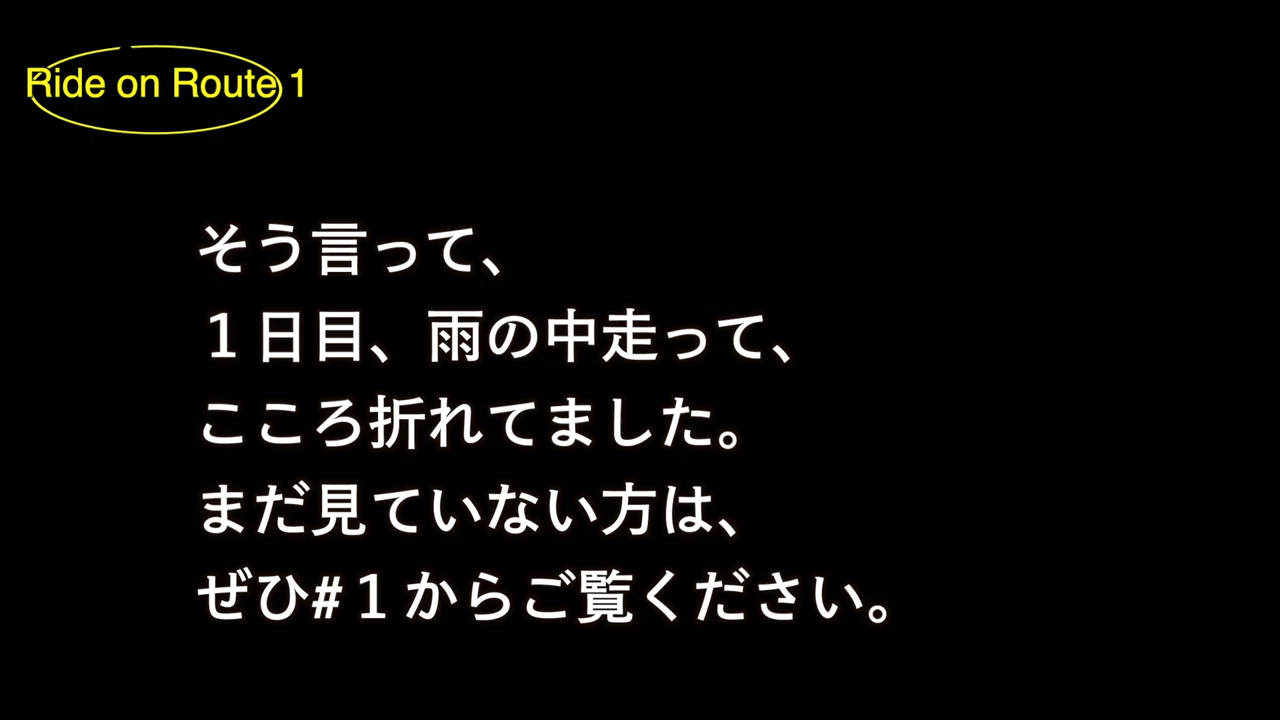 Ride on Route 1
そう言って、
１日目、雨の中走って、
こころ折れてました。
まだ見ていない方は、
ぜひ#１からご覧ください。